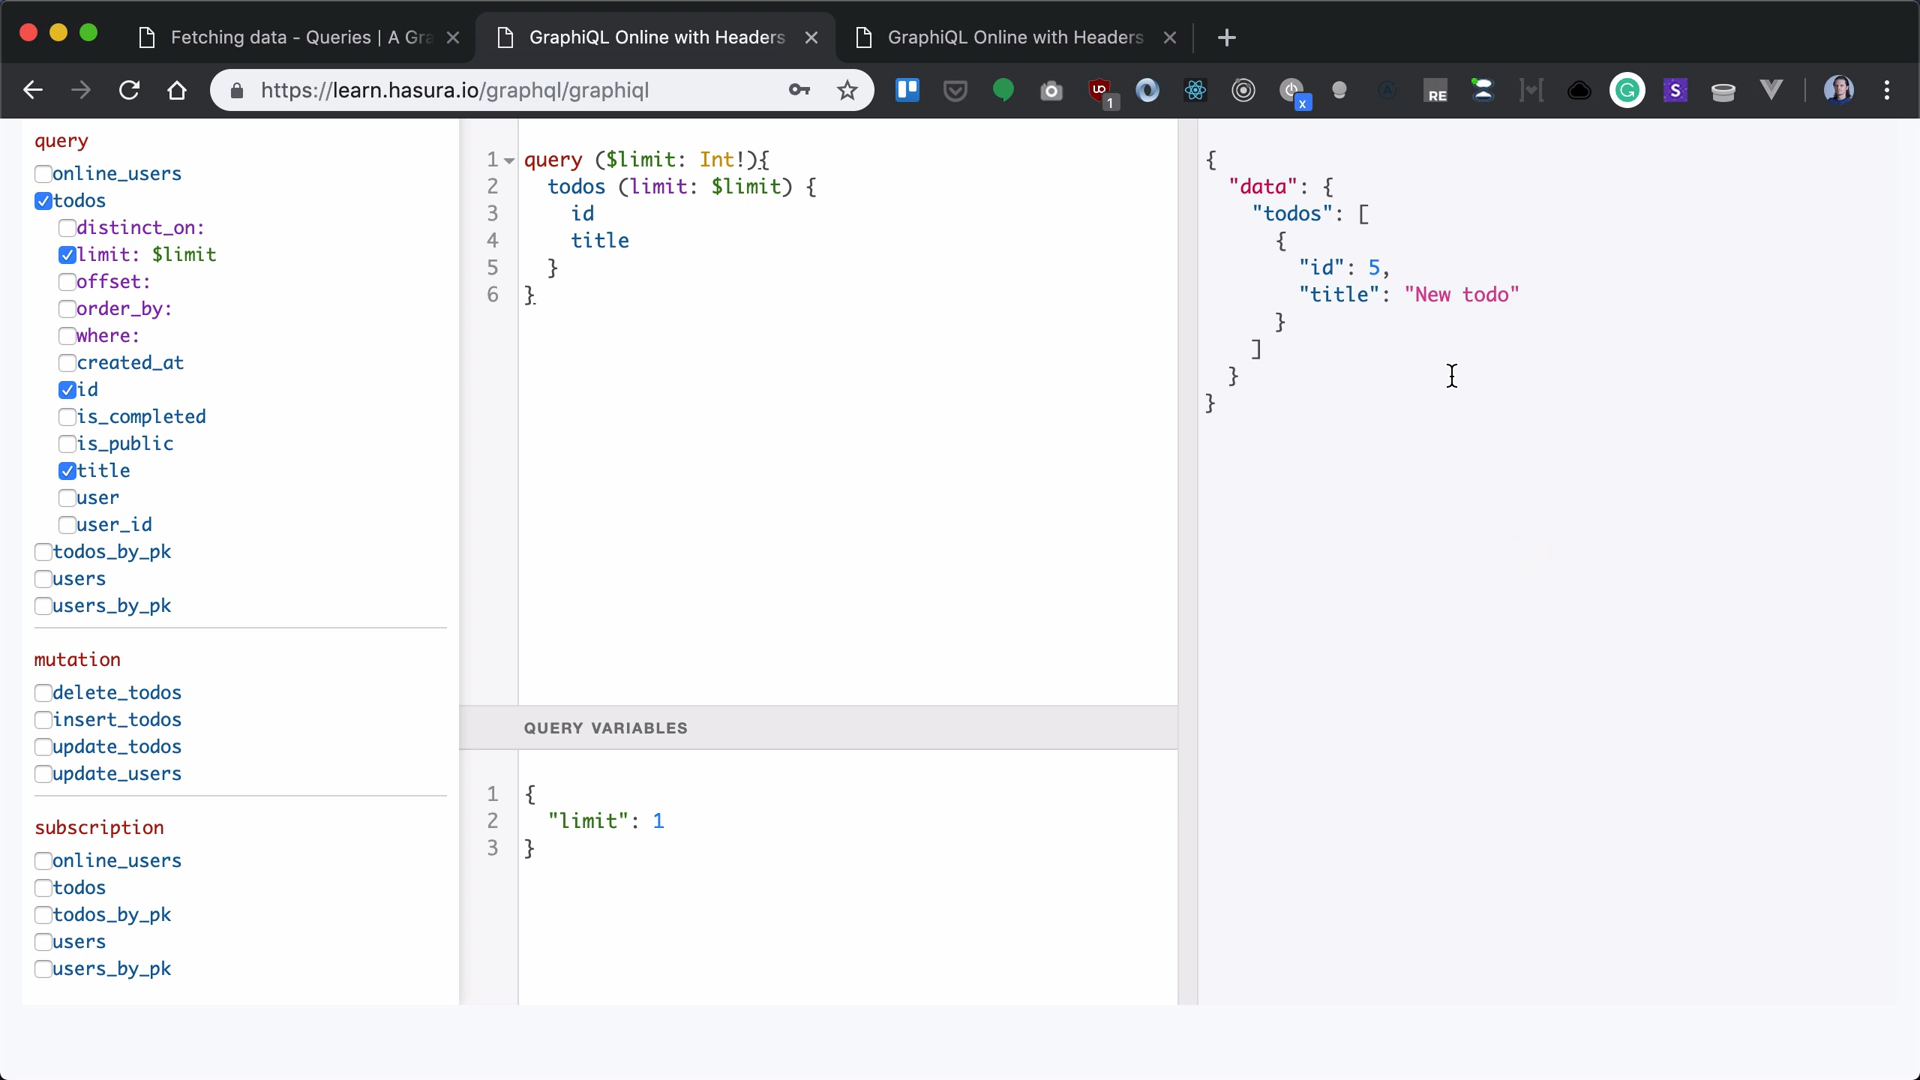 Fetching data - Queries | A Gra
GraphiQL Online with Headers
GraphiQL Online with Headers
https://learn.hasura.io/graphql/graphiql
UD
1
x
RE
S
query
online_users
todos
distinct_on:
limit: $limit
offset:
order_by:
where:
created_at
id
is_completed
is_public
title
user
user_id
todos_by_pk
users
users_by_pk
mutation
delete_todos
insert_todos
update_todos
update_users
subscription
online_users
todos
todos_by_pk
users
users_by_pk
1 query ($limit: Int!){
2 todos (limit: $limit) {
3 id
4 title
5 }
6 }
QUERY VARIABLES
1 {
2 "limit": 1
3 }
{
"data": {
"todos": [
{
"id": 5,
"title": "New todo"
}
]
}
}